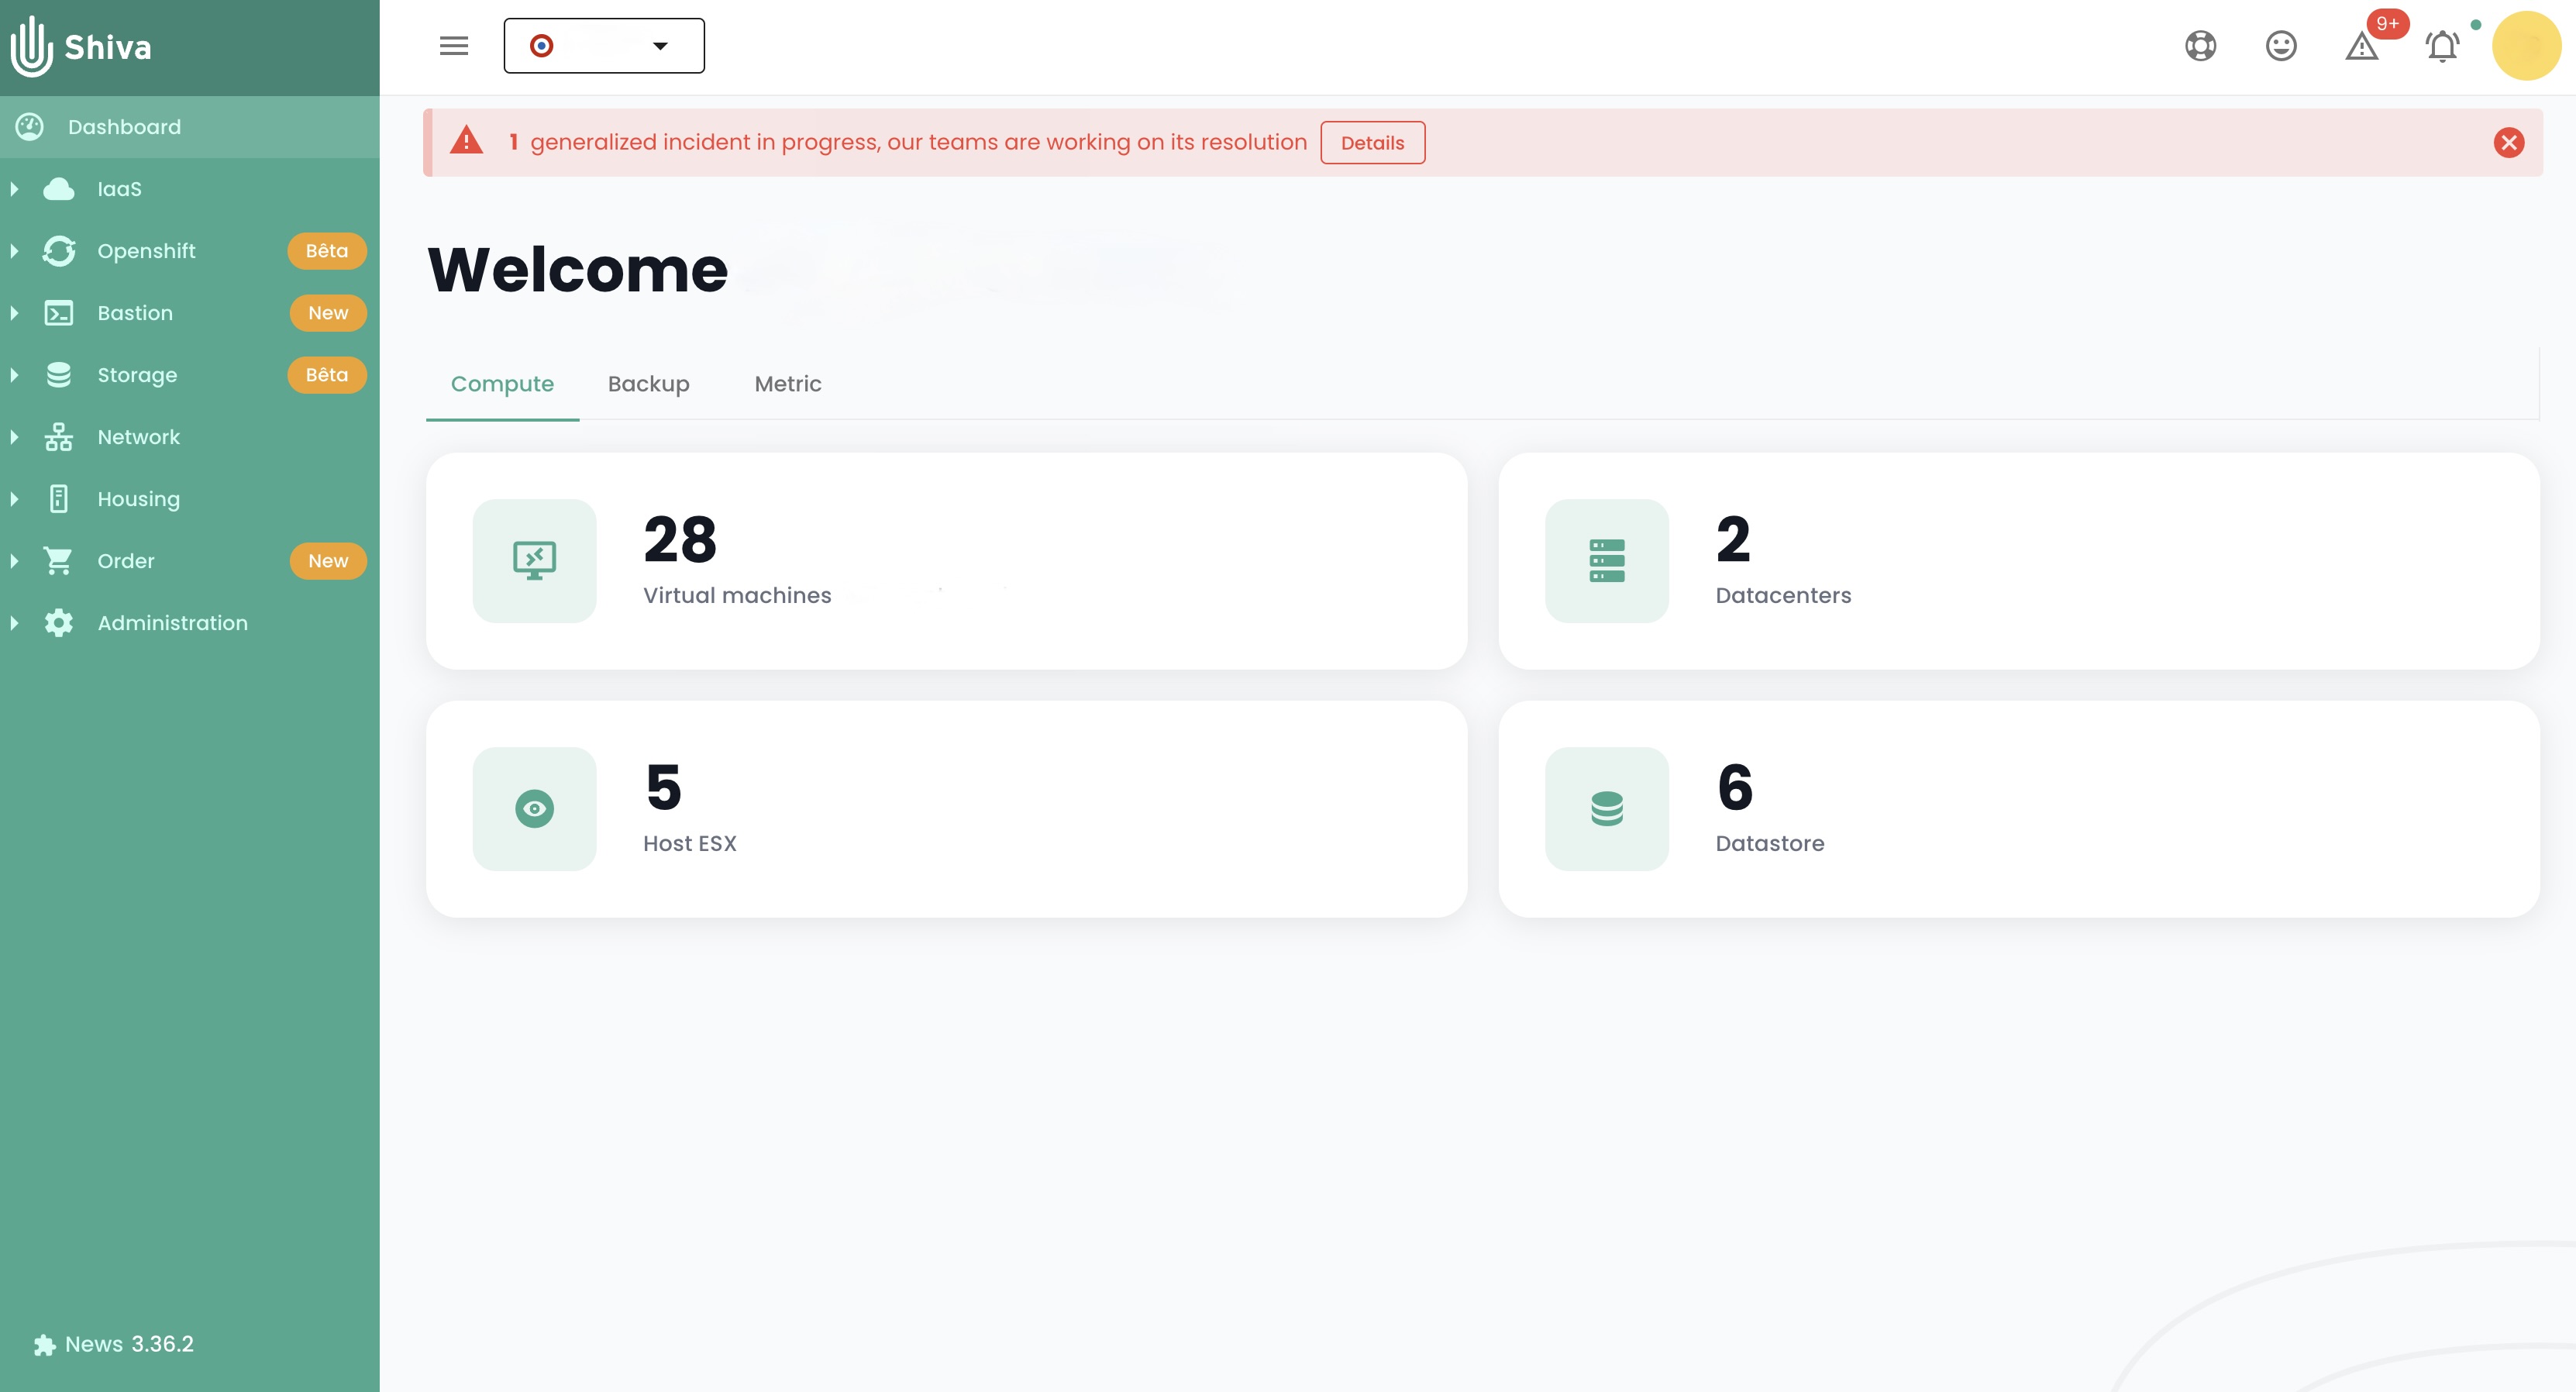 Shiva
9+
Dashboard
1 generalized incident in progress, our teams are working on its resolution Details
IaaS
Openshift Bêta
Bastion New
Storage Bêta
Network
Housing
Order New
Administration
Welcome
Compute Backup Metric
28
Virtual machines
2
Datacenters
5
Host ESX
6
Datastore
News 3.36.2